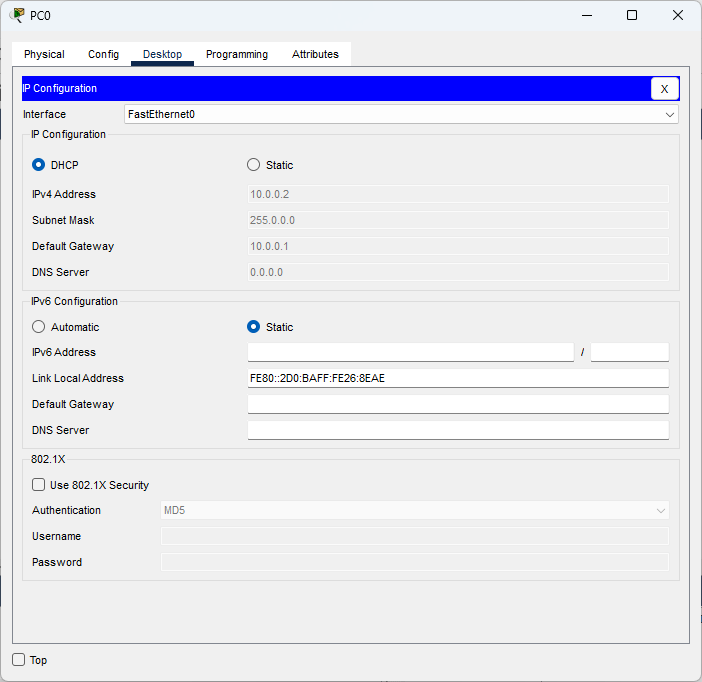 PC0
Physical Config Desktop Programming Attributes
IP Configuration X
Interface FastEthernet0
IP Configuration
DHCP Static
IPv4 Address 10.0.0.2
Subnet Mask 255.0.0.0
Default Gateway 10.0.0.1
DNS Server 0.0.0.0
IPv6 Configuration
Automatic Static
IPv6 Address /
Link Local Address FE80::2D0:BAFF:FE26:8EAE
Default Gateway
DNS Server
802.1X
Use 802.1X Security
Authentication MD5
Username
Password
Top